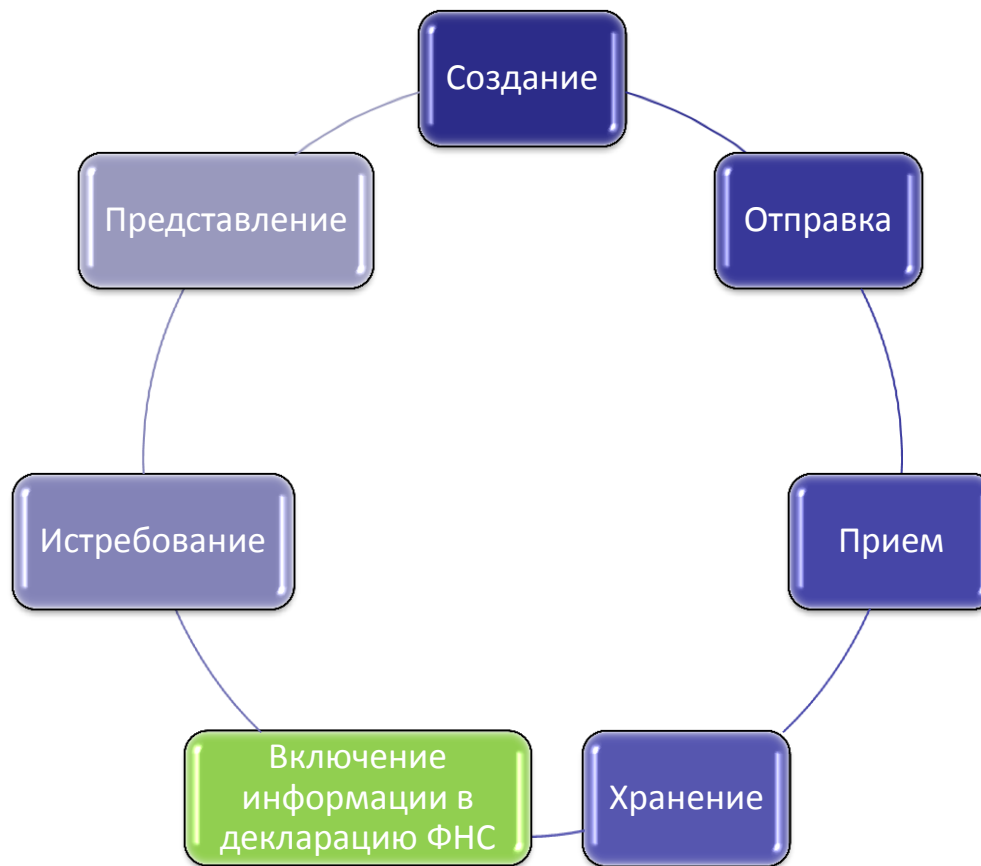 Создание
Отправка
Прием
Хранение
Включение
информации в
декларацию ФНС
Истребование
Представление